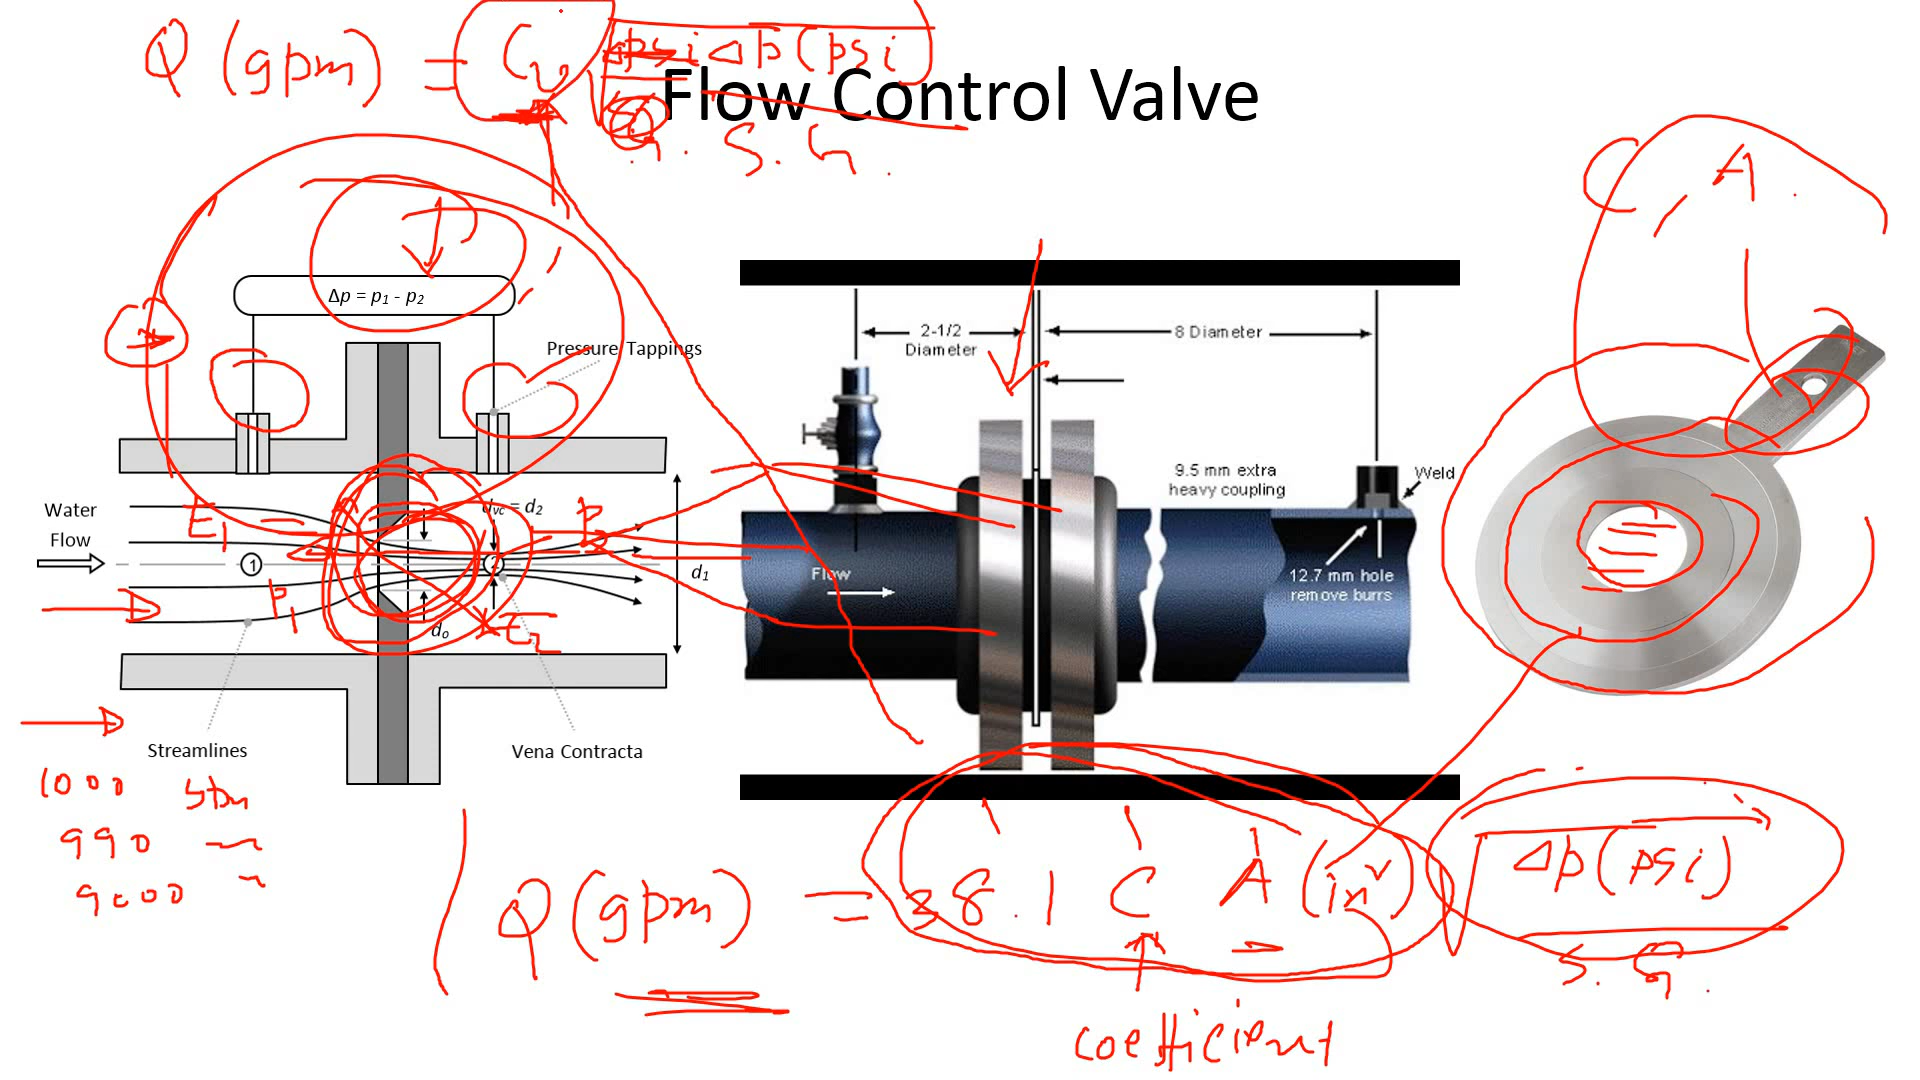 Q (gpm) = Cv √ Δp (psi)
S.G.
Flow Control Valve
A
Δp = p1 - p2
Pressure Tappings
2-1/2
Diameter
8 Diameter
9.5 mm extra
heavy coupling
Weld
Water
Flow
E1
dvc = d2
P2
1
2
d1
Flow
12.7 mm hole
remove burrs
P1
do
E2
Streamlines
Vena Contracta
1000
990
9000
Q (gpm) = 38.1 C A (in²) √ Δp (psi)
S.G.
coefficient